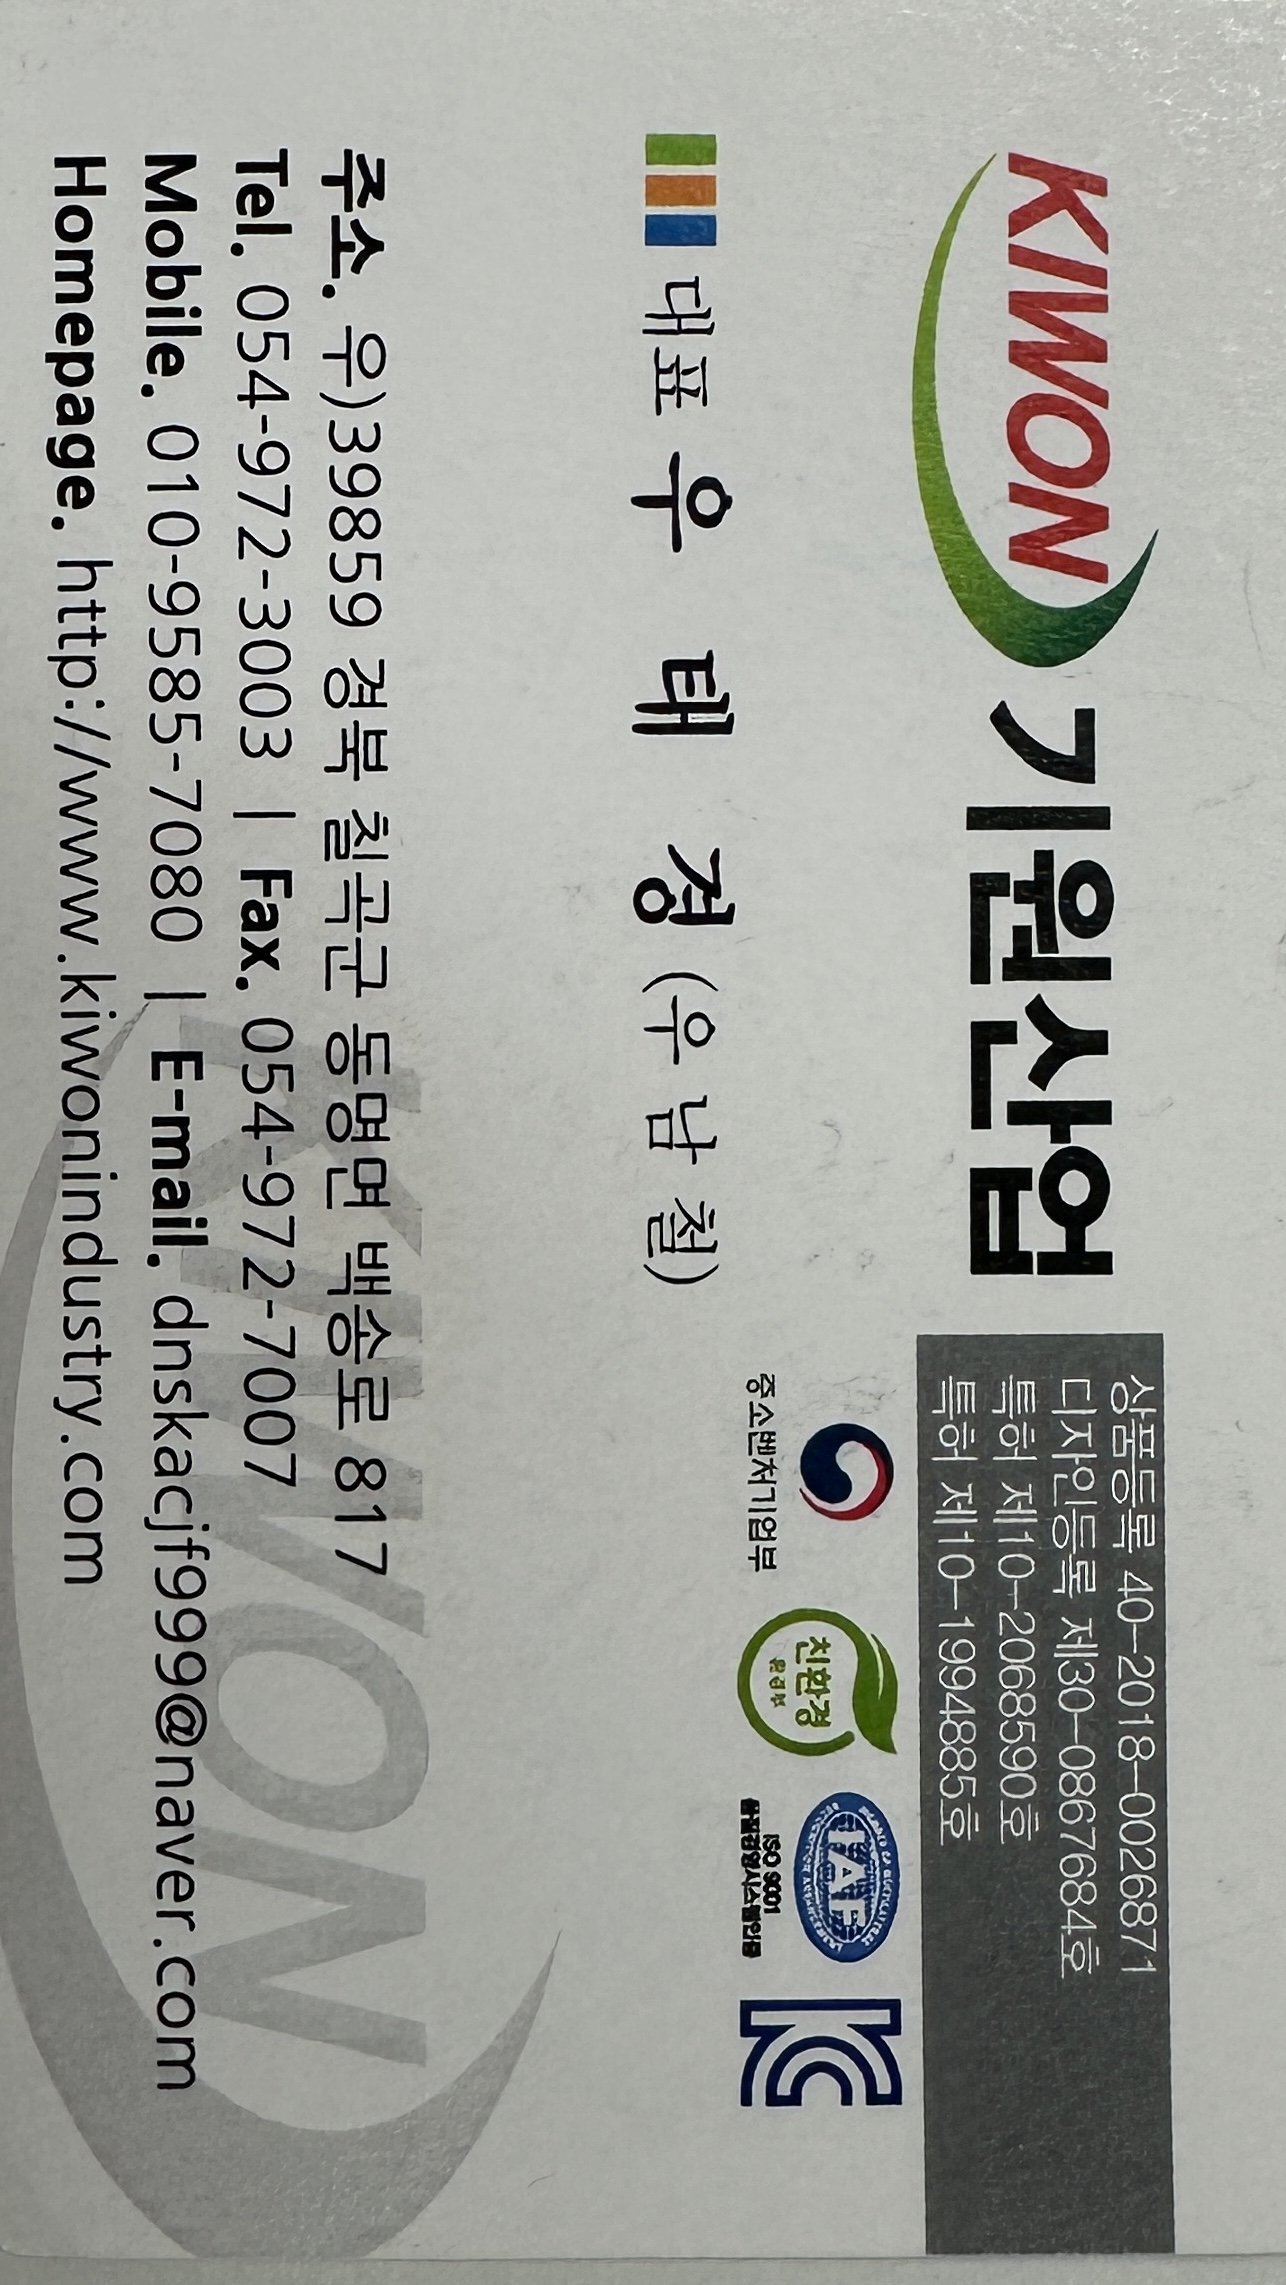 KIWON 기원산업
상품등록 40-2018-0026871
디자인등록 제30-0867684호
특허 제10-2068590호
특허 제10-1994885호
중소벤처기업부
친환경
환경부
IAF
ISO 9001
KC
대표 우 태 경 (우 남 철)
주소. 우)39859 경북 칠곡군 동명면 백송로 817
Tel. 054-972-3003 | Fax. 054-972-7007
Mobile. 010-9585-7080 | E-mail. dnskacjf999@naver.com
Homepage. http://www.kiwonindustry.com
KIWON